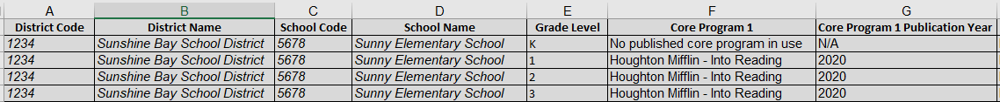 A B C D E F G
District Code District Name School Code School Name Grade Level Core Program 1 Core Program 1 Publication Year
1234 Sunshine Bay School District 5678 Sunny Elementary School K No published core program in use N/A
1234 Sunshine Bay School District 5678 Sunny Elementary School 1 Houghton Mifflin - Into Reading 2020
1234 Sunshine Bay School District 5678 Sunny Elementary School 2 Houghton Mifflin - Into Reading 2020
1234 Sunshine Bay School District 5678 Sunny Elementary School 3 Houghton Mifflin - Into Reading 2020